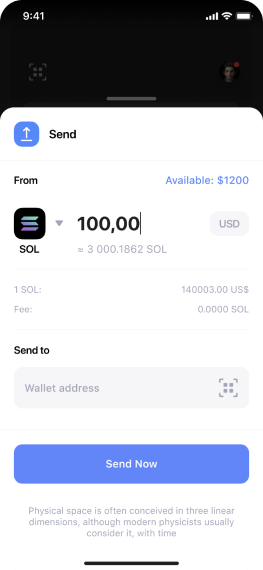 9:41
Send
From
Available: $1200
100,00
USD
SOL
≈ 3 000.1862 SOL
1 SOL:
140003.00 US$
Fee:
0.0000 SOL
Send to
Wallet address
Send Now
Physical space is often conceived in three linear
dimensions, although modern physicists usually
consider it, with time